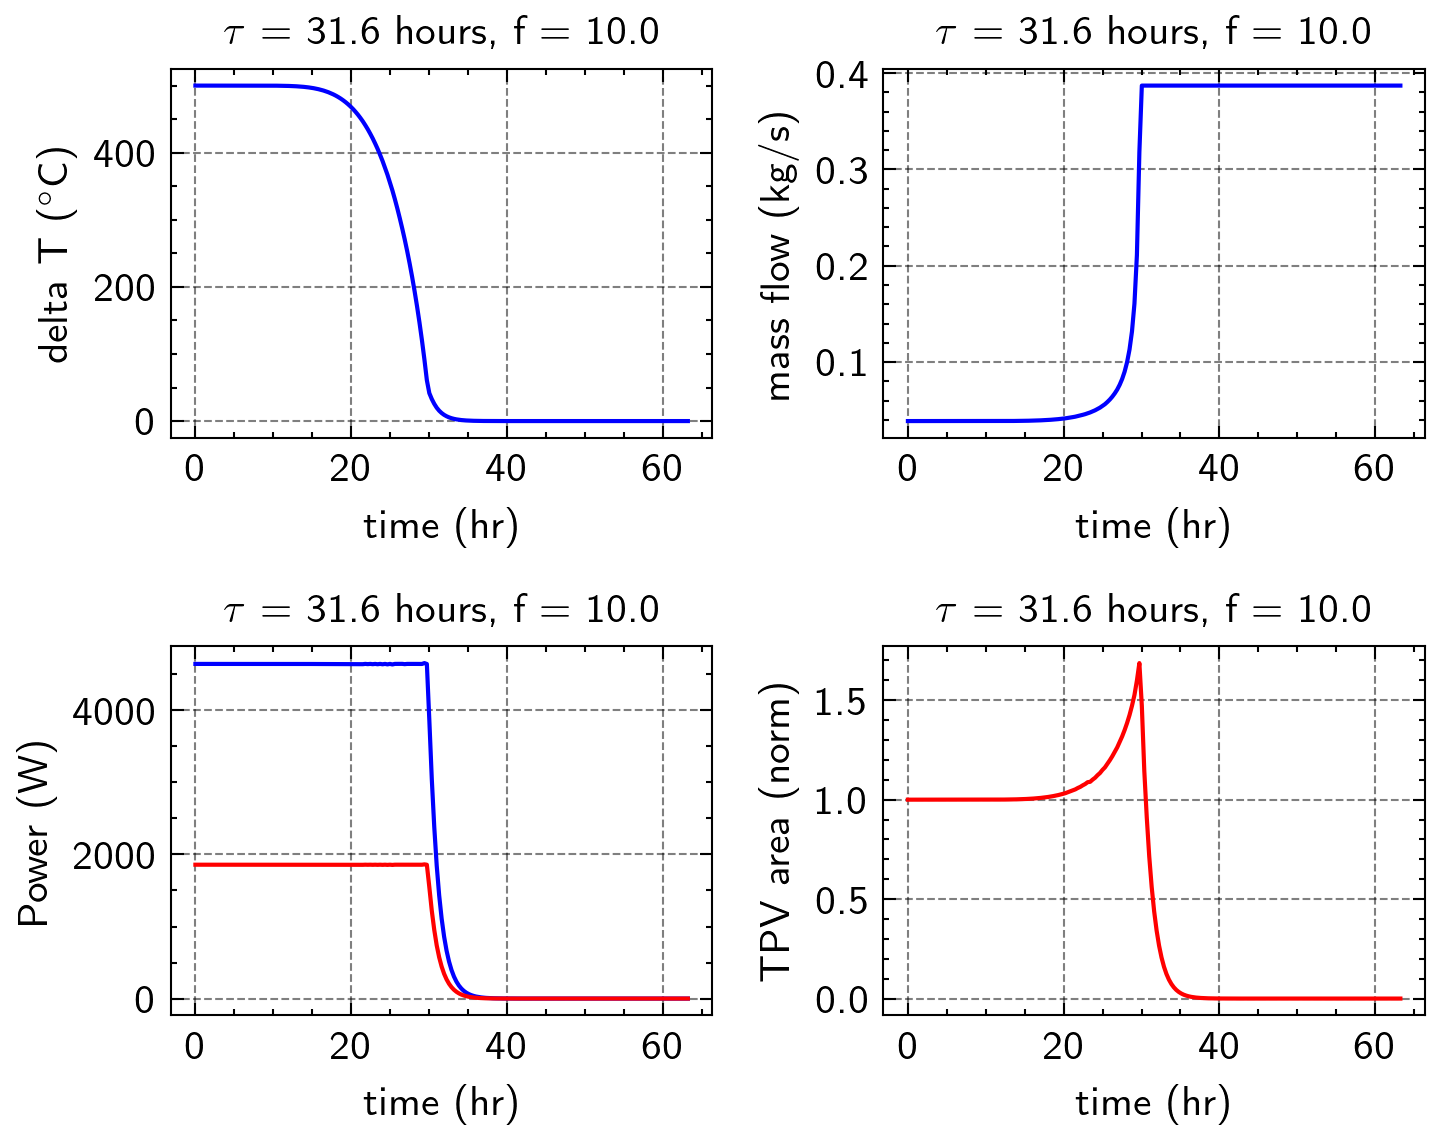 τ = 31.6 hours, f = 10.0
delta T (°C)
400
200
0
0 20 40 60
time (hr)
τ = 31.6 hours, f = 10.0
mass flow (kg/s)
0.4
0.3
0.2
0.1
0 20 40 60
time (hr)
τ = 31.6 hours, f = 10.0
Power (W)
4000
2000
0
0 20 40 60
time (hr)
τ = 31.6 hours, f = 10.0
TPV area (norm)
1.5
1.0
0.5
0.0
0 20 40 60
time (hr)